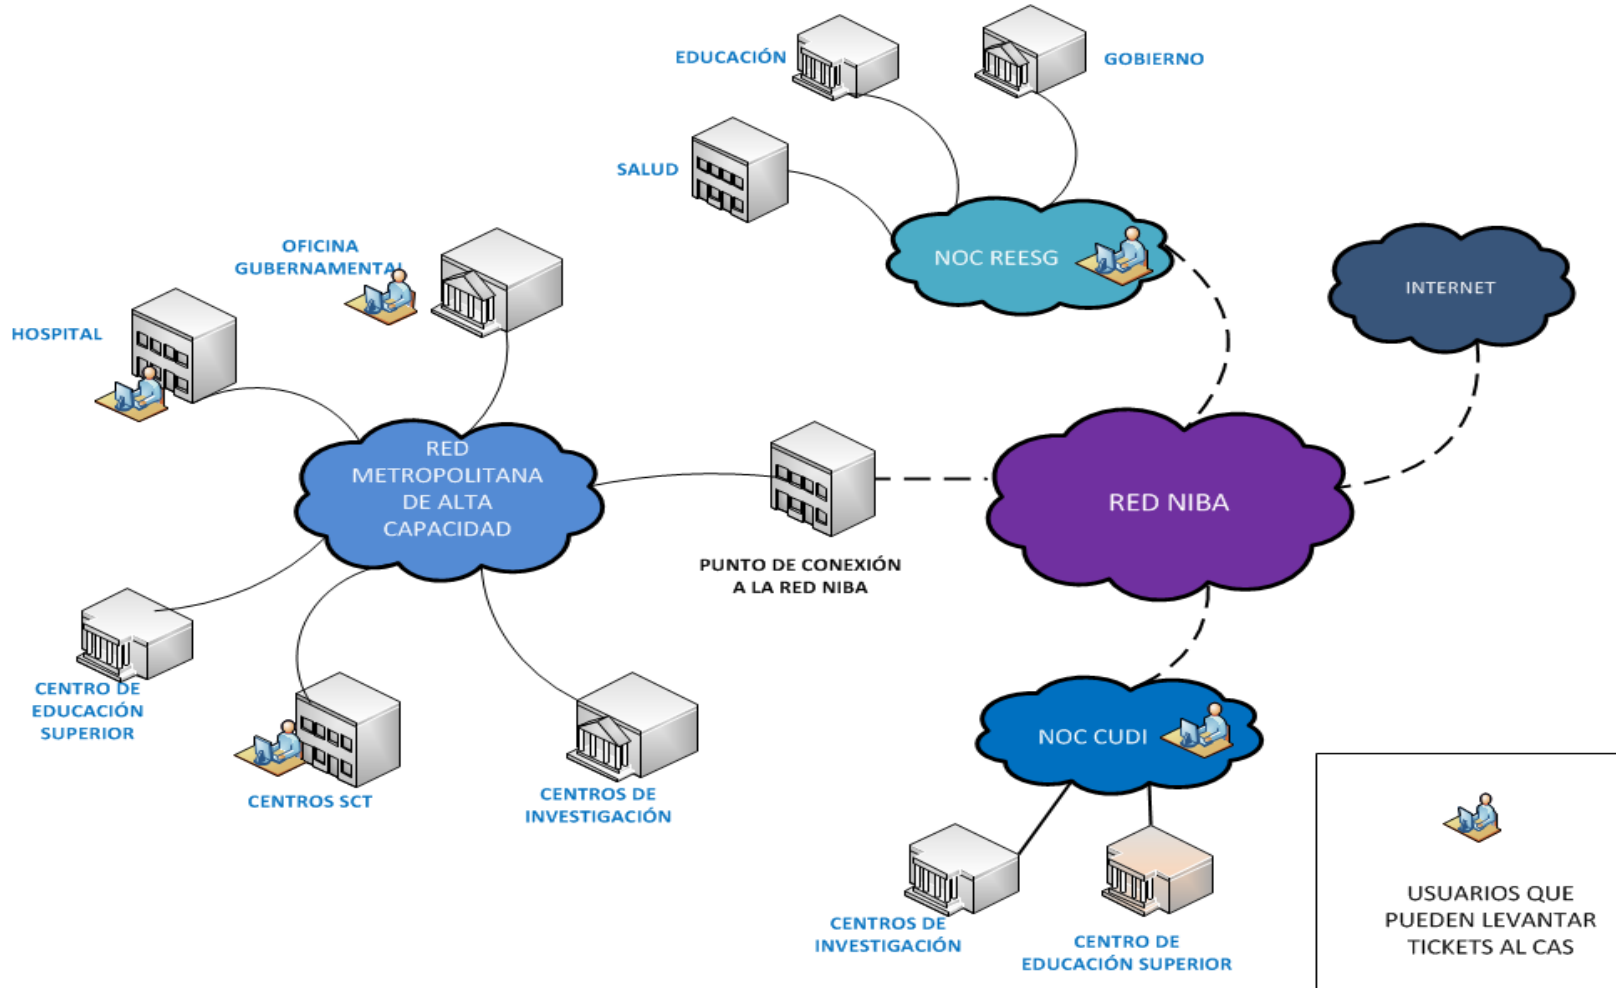 EDUCACIÓN
GOBIERNO
SALUD
NOC REESG
INTERNET
OFICINA
GUBERNAMENTAL
HOSPITAL
RED
METROPOLITANA
DE ALTA
CAPACIDAD
RED NIBA
PUNTO DE CONEXIÓN
A LA RED NIBA
CENTRO DE
EDUCACIÓN
SUPERIOR
CENTROS SCT
CENTROS DE
INVESTIGACIÓN
NOC CUDI
CENTROS DE
INVESTIGACIÓN
CENTRO DE
EDUCACIÓN SUPERIOR
USUARIOS QUE
PUEDEN LEVANTAR
TICKETS AL CAS